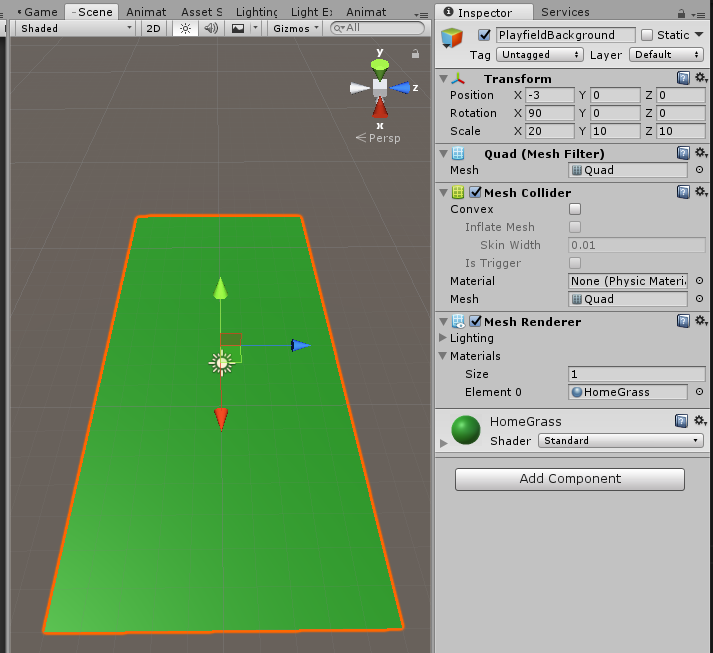 Game
Scene
Animat
Asset S
Lighting
Light E
Animat
Shaded
2D
Gizmos
All
y
z
x
Persp
Inspector
Services
PlayfieldBackground
Static
Tag
Untagged
Layer
Default
Transform
Position X -3 Y 0 Z 0
Rotation X 90 Y 0 Z 0
Scale X 20 Y 10 Z 10
Quad (Mesh Filter)
Mesh Quad
Mesh Collider
Convex
Inflate Mesh
Skin Width 0.01
Is Trigger
Material None (Physic Materi
Mesh Quad
Mesh Renderer
Lighting
Materials
Size 1
Element 0 HomeGrass
HomeGrass
Shader Standard
Add Component